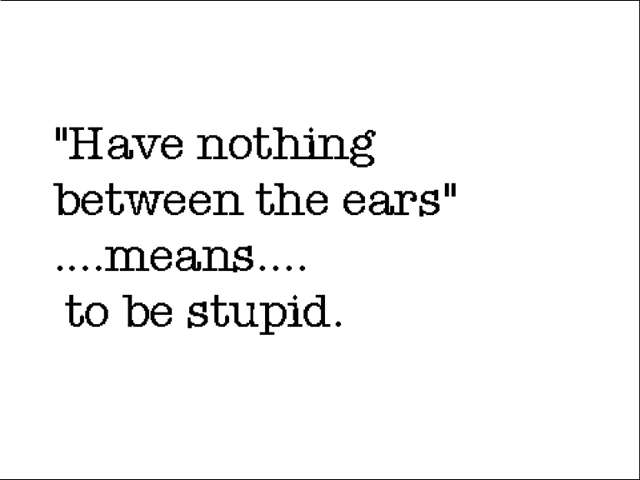 "Have nothing
between the ears"
....means....
to be stupid.